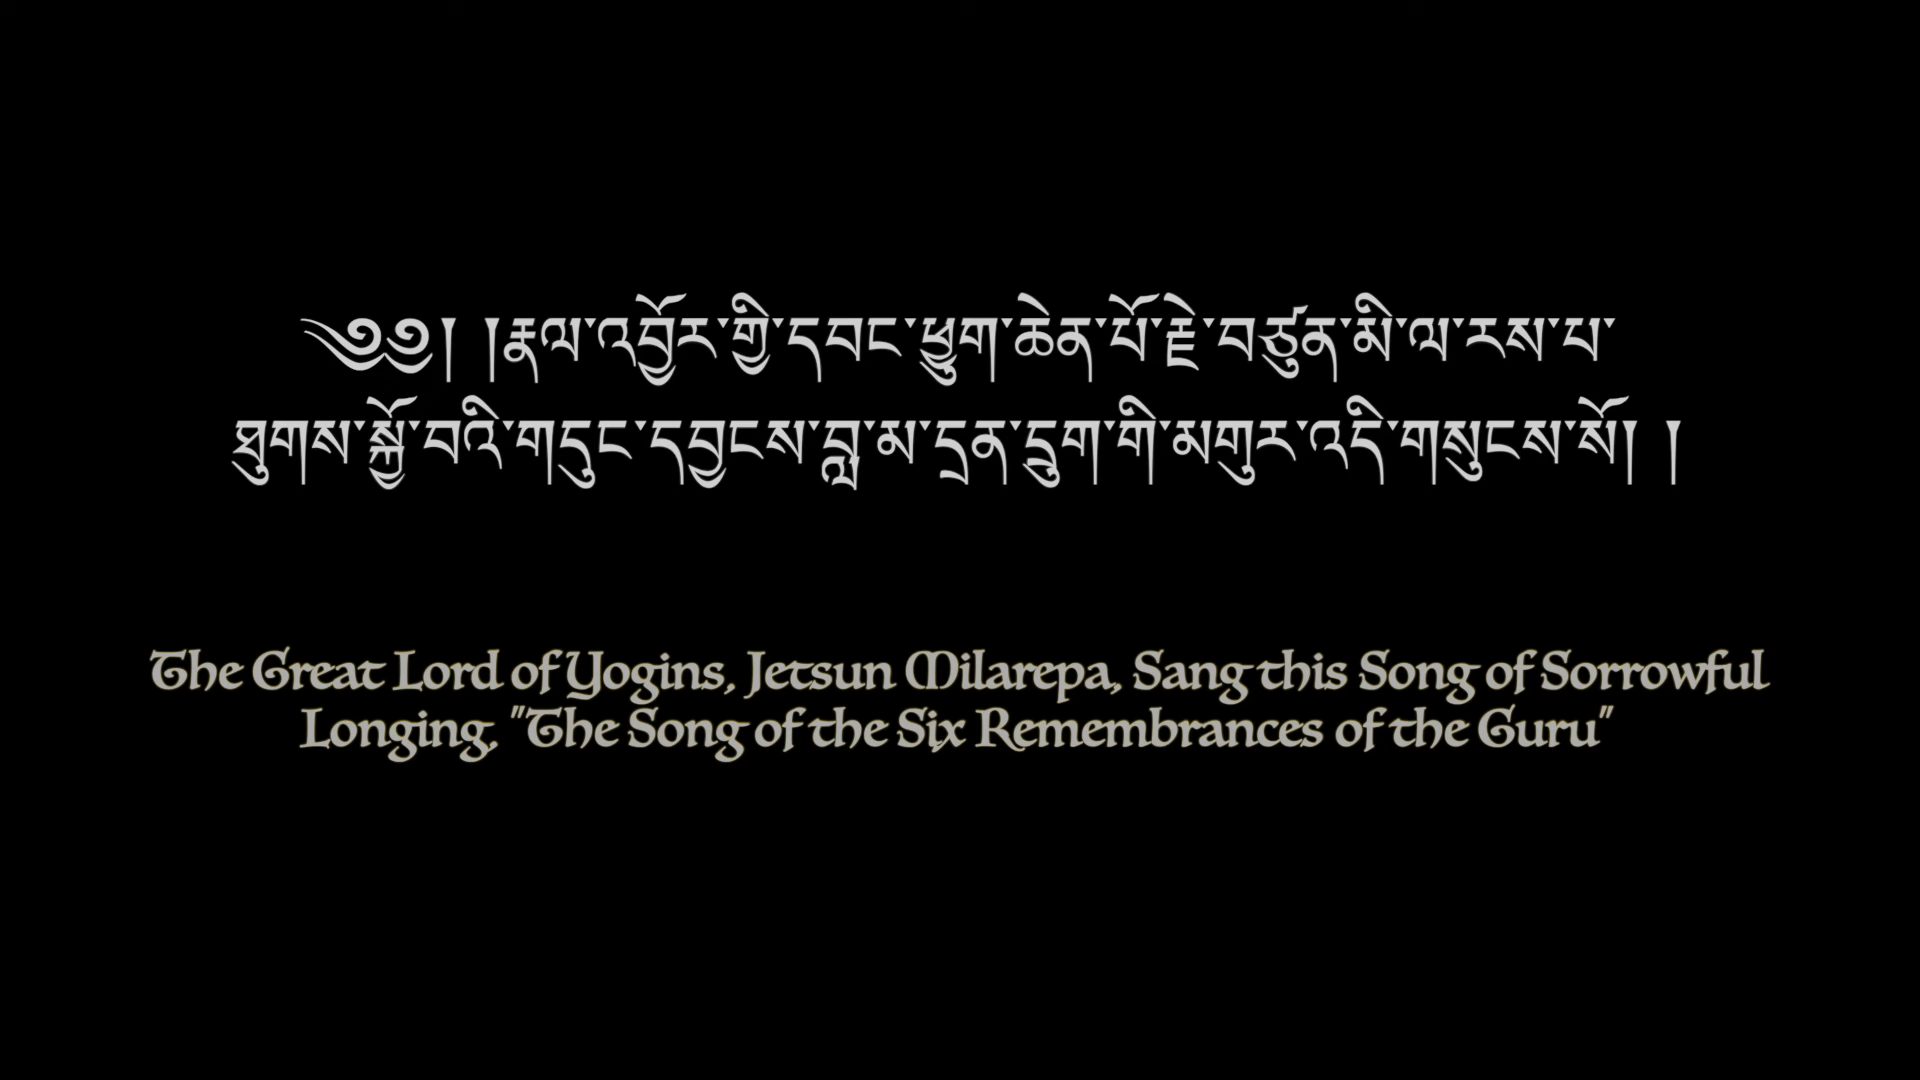 ༄༅། །རྣལ་འབྱོར་གྱི་དབང་ཕྱུག་ཆེན་པོ་རྗེ་བཙུན་མི་ལ་རས་པ་
ཐུགས་སྐྱོ་བའི་གདུང་དབྱངས་བླ་མ་དྲན་དྲུག་གི་མགུར་འདི་གསུངས་སོ། །
The Great Lord of Yogins, Jetsun Milarepa, Sang this Song of Sorrowful
Longing, "The Song of the Six Remembrances of the Guru"